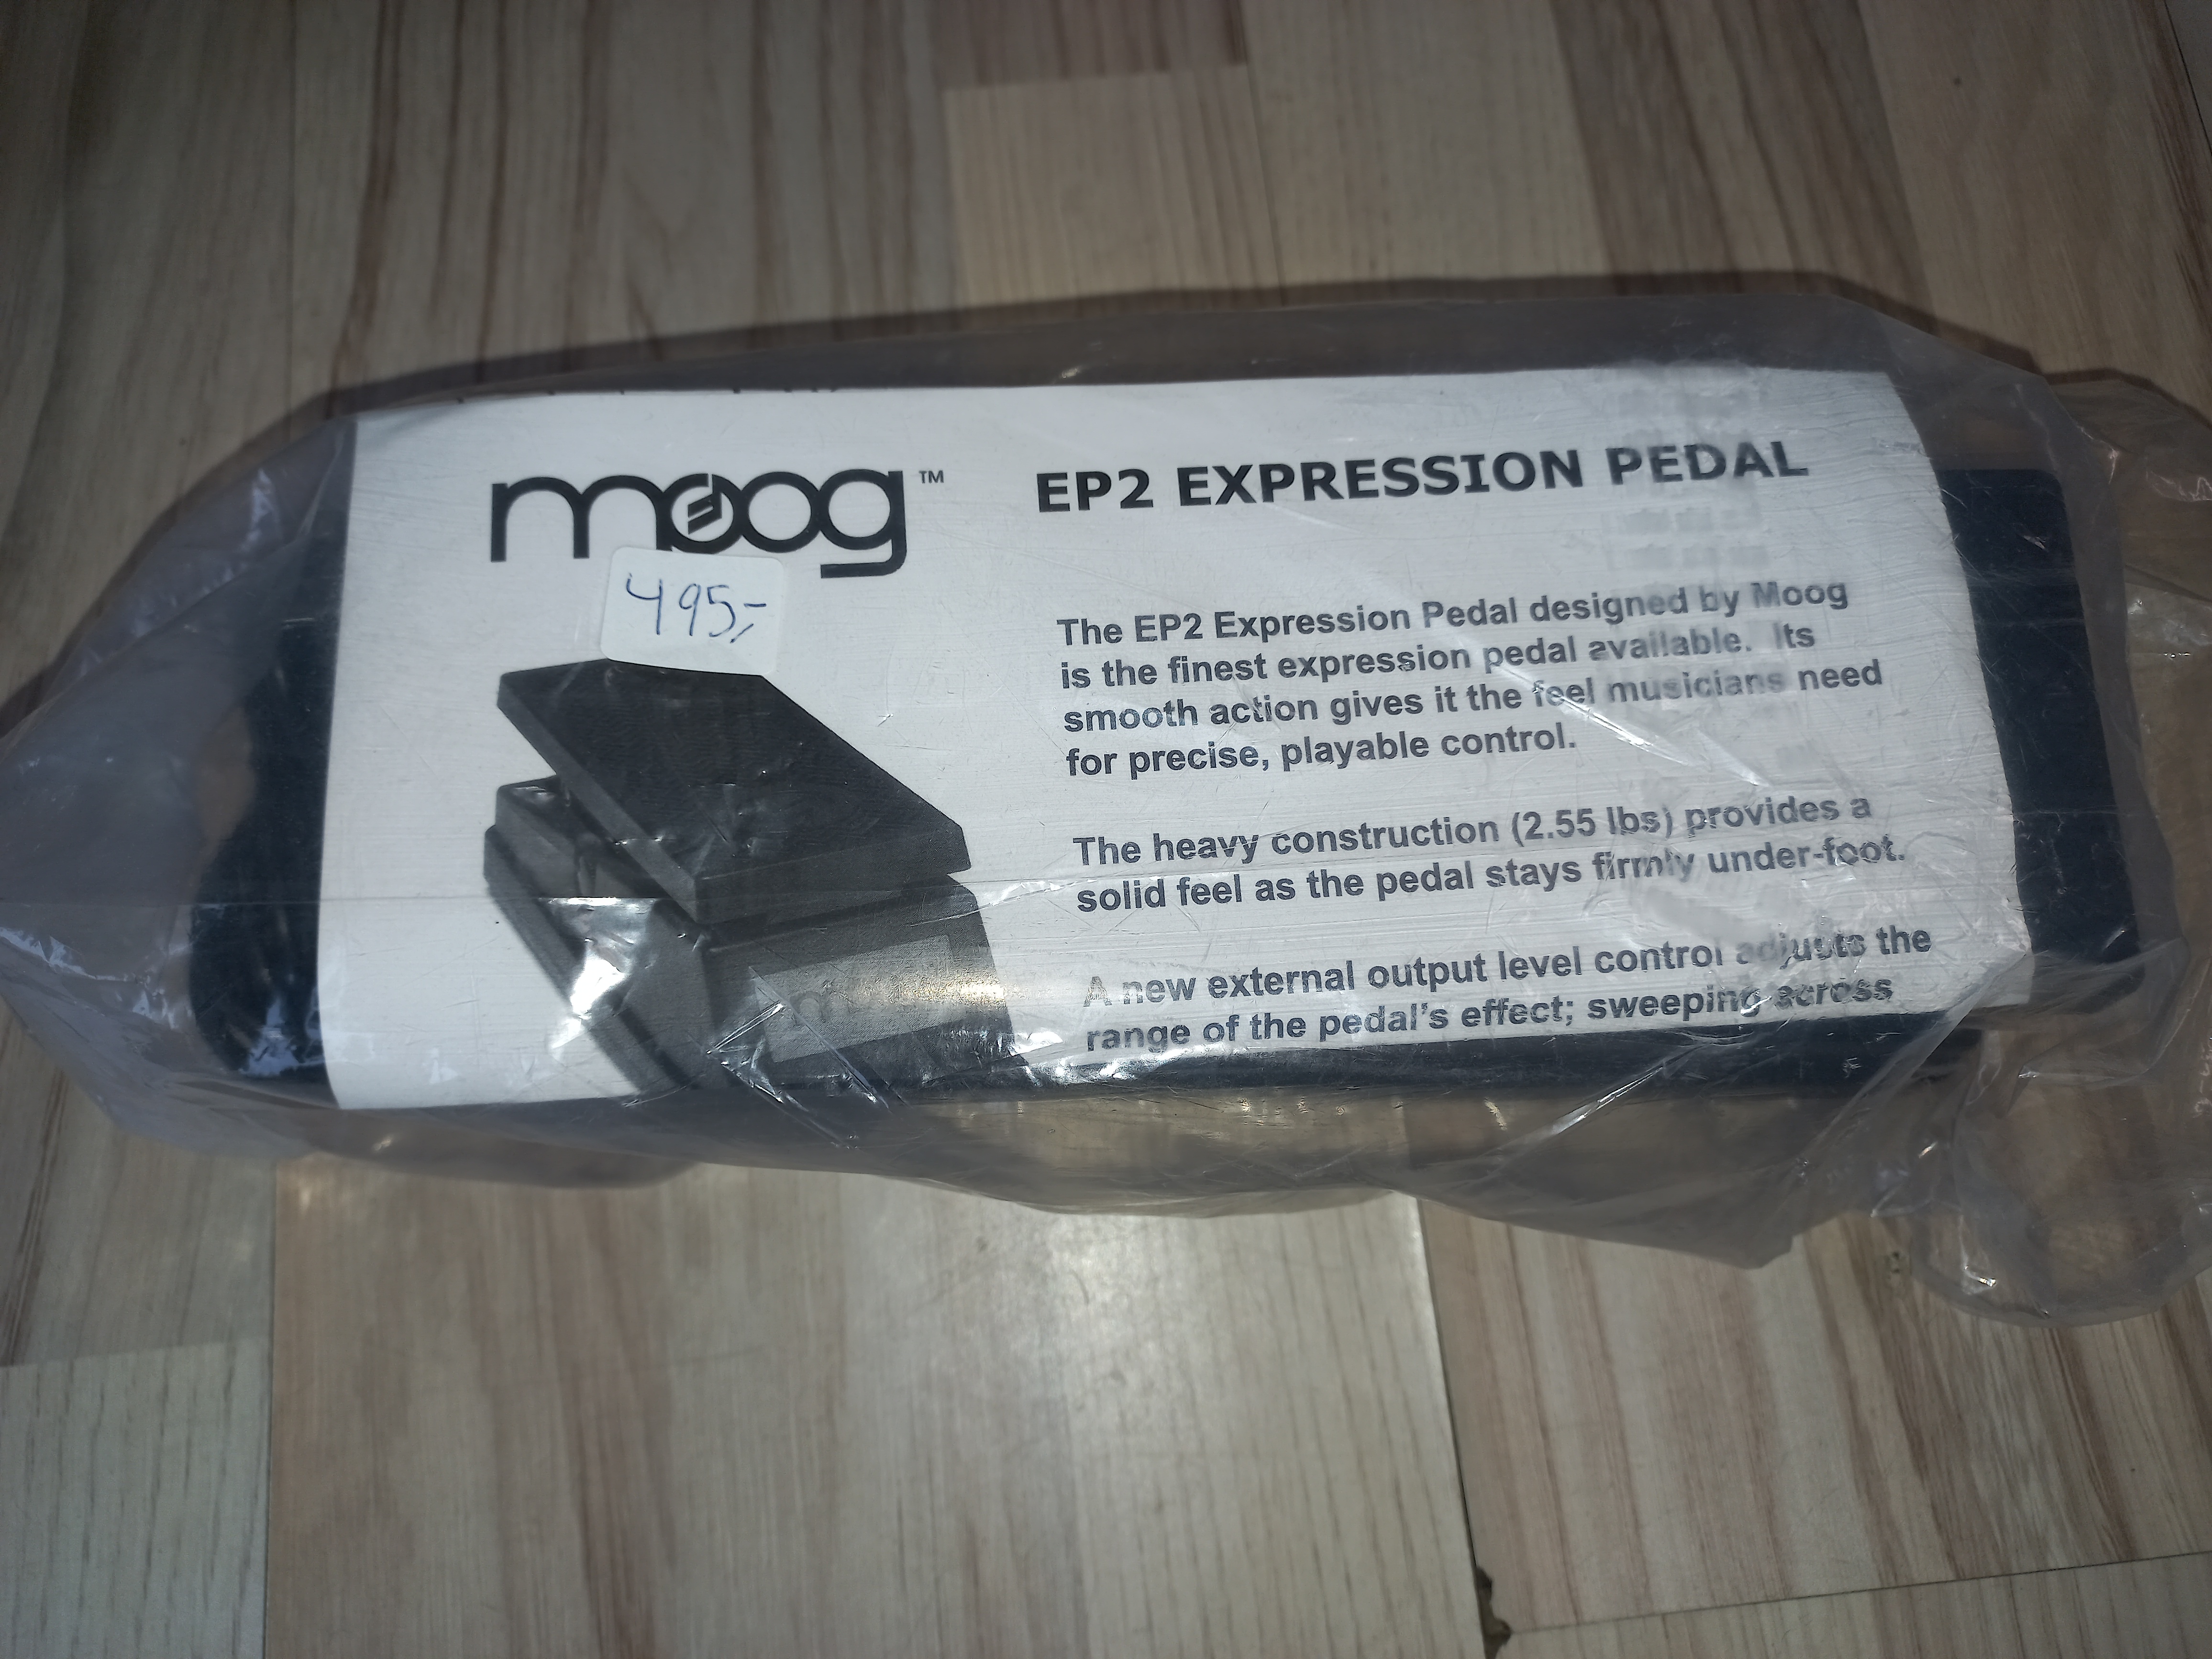 moog™
495,-
EP2 EXPRESSION PEDAL
The EP2 Expression Pedal designed by Moog
is the finest expression pedal available. Its
smooth action gives it the feel musicians need
for precise, playable control.
The heavy construction (2.55 lbs) provides a
solid feel as the pedal stays firmly under-foot.
A new external output level control adjusts the
range of the pedal's effect; sweeping across